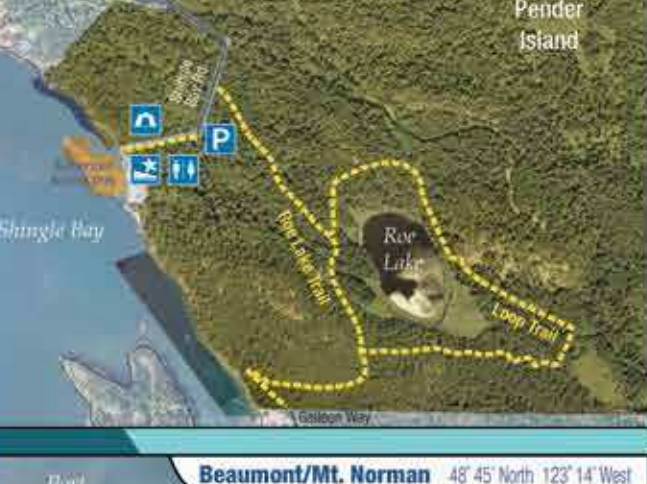 Pender
Island
P
Shingle Bay
Roe
Lake
Roe Lake Trail
Loop Trail
Galleon Way
Beaumont/Mt. Norman 48° 45' North 123° 14' West